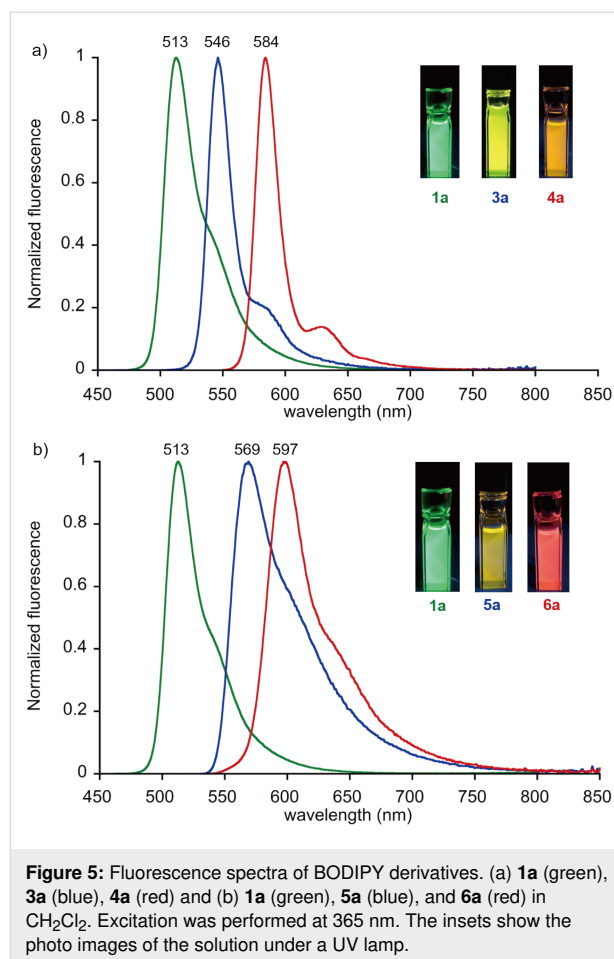 a)
513 546 584
1
0.8
0.6
0.4
0.2
0
Normalized fluorescence
1a 3a 4a
450 500 550 600 650 700 750 800 850
wavelength (nm)
b)
513 569 597
1
0.8
0.6
0.4
0.2
0
Normalized fluorescence
1a 5a 6a
450 500 550 600 650 700 750 800 850
wavelength (nm)
Figure 5: Fluorescence spectra of BODIPY derivatives. (a) 1a (green),
3a (blue), 4a (red) and (b) 1a (green), 5a (blue), and 6a (red) in
CH2Cl2. Excitation was performed at 365 nm. The insets show the
photo images of the solution under a UV lamp.